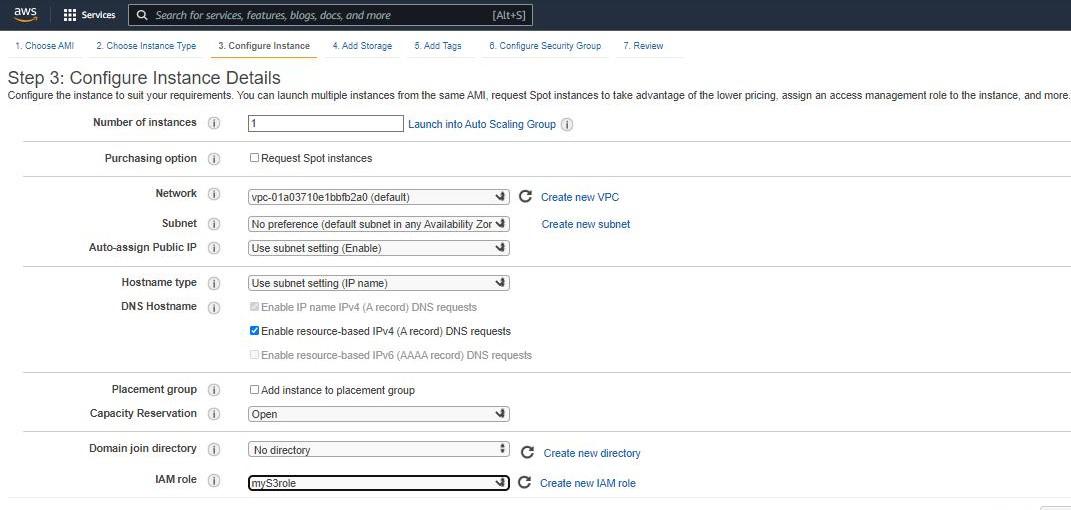 aws Services Search for services, features, blogs, docs, and more [Alt+S]
1. Choose AMI 2. Choose Instance Type 3. Configure Instance 4. Add Storage 5. Add Tags 6. Configure Security Group 7. Review
Step 3: Configure Instance Details
Configure the instance to suit your requirements. You can launch multiple instances from the same AMI, request Spot instances to take advantage of the lower pricing, assign an access management role to the instance, and more.
Number of instances 1 Launch into Auto Scaling Group
Purchasing option Request Spot instances
Network vpc-01a03710e1bbfb2a0 (default) Create new VPC
Subnet No preference (default subnet in any Availability Zor Create new subnet
Auto-assign Public IP Use subnet setting (Enable)
Hostname type Use subnet setting (IP name)
DNS Hostname Enable IP name IPv4 (A record) DNS requests
Enable resource-based IPv4 (A record) DNS requests
Enable resource-based IPv6 (AAAA record) DNS requests
Placement group Add instance to placement group
Capacity Reservation Open
Domain join directory No directory Create new directory
IAM role myS3role Create new IAM role